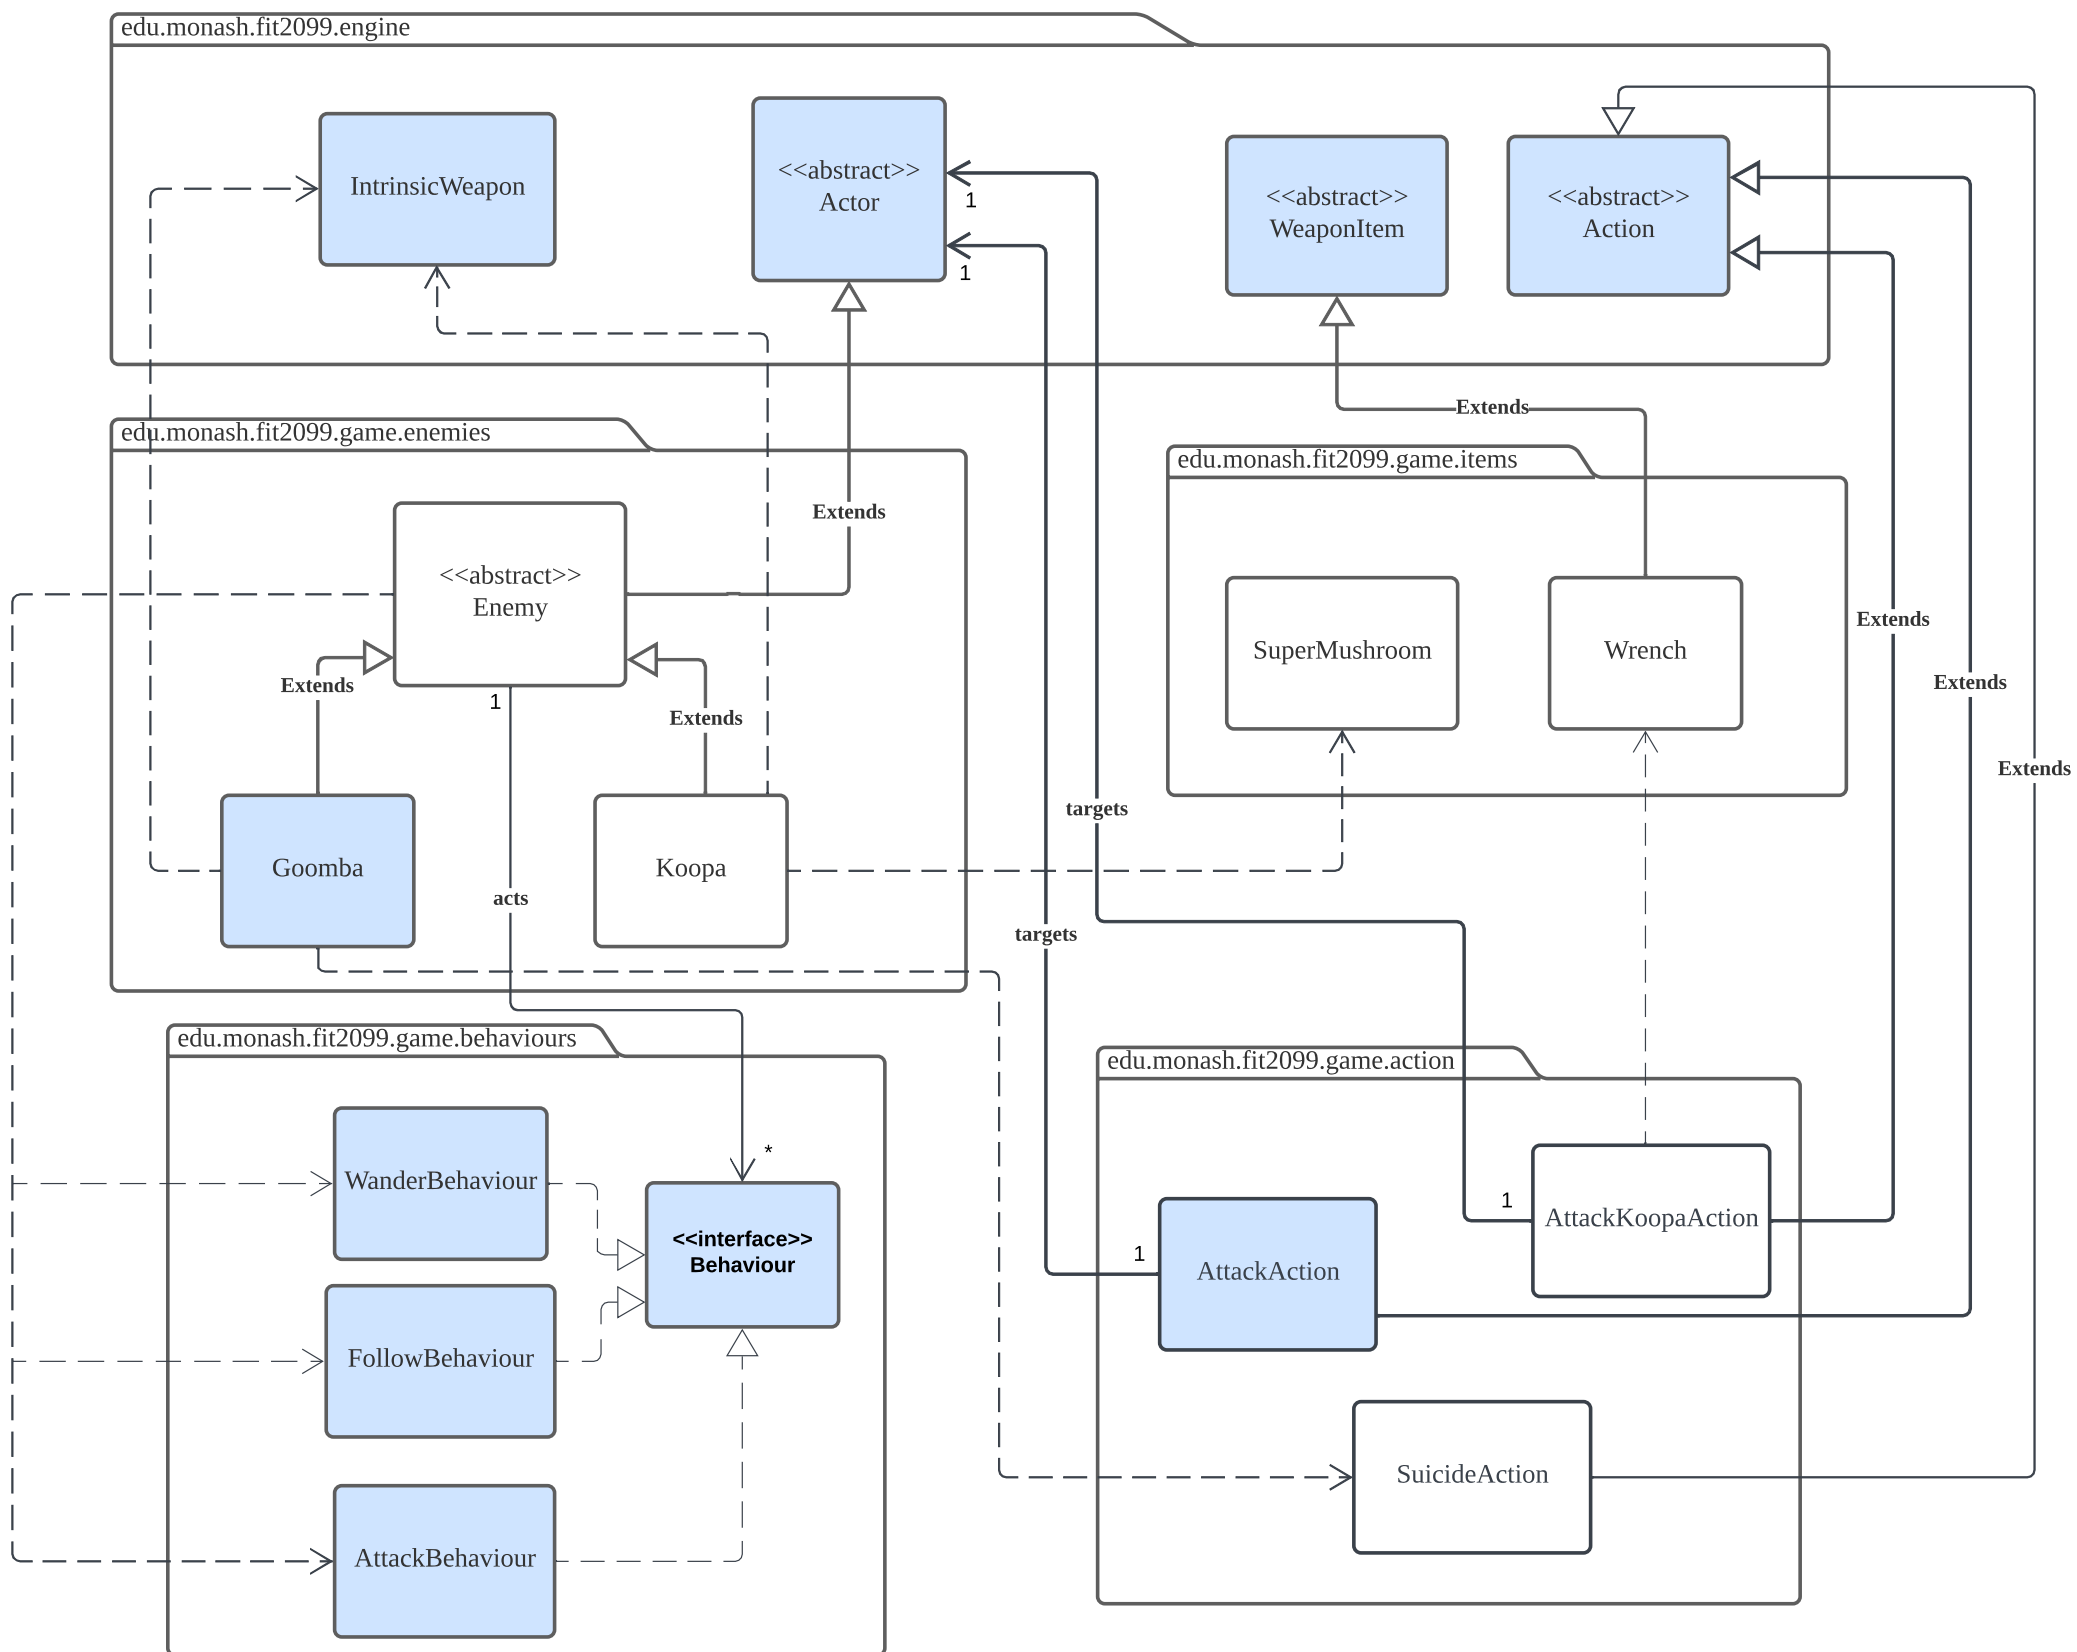 edu.monash.fit2099.engine
IntrinsicWeapon
<<abstract>>
Actor
1
1
<<abstract>>
WeaponItem
<<abstract>>
Action
Extends
edu.monash.fit2099.game.enemies
edu.monash.fit2099.game.items
Extends
<<abstract>>
Enemy
SuperMushroom
Wrench
Extends
Extends
Extends
Extends
1
Extends
Extends
targets
Goomba
Koopa
acts
targets
edu.monash.fit2099.game.behaviours
edu.monash.fit2099.game.action
*
WanderBehaviour
<<interface>>
Behaviour
1
AttackKoopaAction
1
AttackAction
FollowBehaviour
SuicideAction
AttackBehaviour